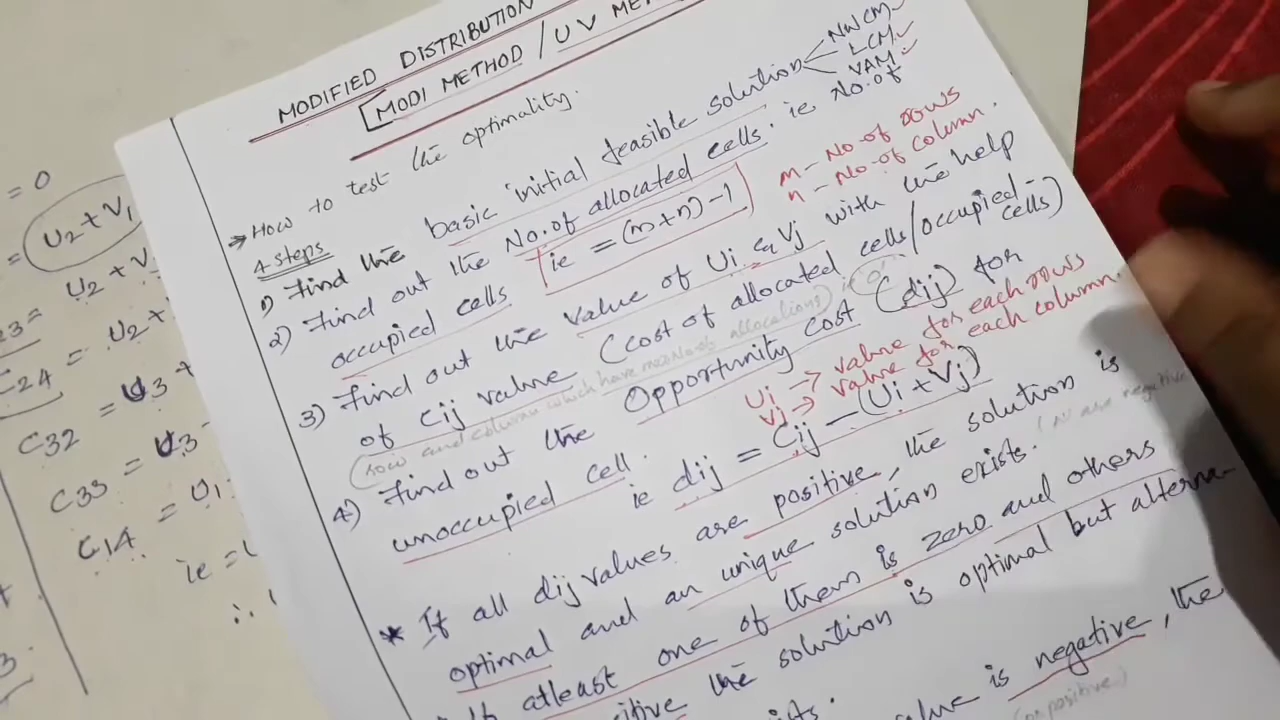 MODIFIED DISTRIBUTION
MODI METHOD / UV
How to test the optimality.
4 steps
1) Find the basic initial feasible solution
NWCM
LCM
VAM
2) Find out the No. of allocated cells. ie No. of
occupied cells ie = (m+n) - 1
m - No of rows
n - No. of column.
3) Find out the value of Ui & Vj with the help
of Cij value (cost of allocated cells/occupied
cells)
(row and column which have max No of allocations) is 0'
4) Find out the Opportunity cost (dij) for
unoccupied cell.
Ui → value for each rows
Vj → value for each column.
ie dij = Cij - (Ui + Vj)
* If all dij values are positive, the solution is
optimal and an unique solution exists.
are negative
* If atleast one of them is zero and others
the solution is optimal but alterna-
is negative, the
positive)
= 0
U2 + V1
U2 + V
C24
U2 +
C32 = U3 +
C33 = U3
C14 = U1
ie =